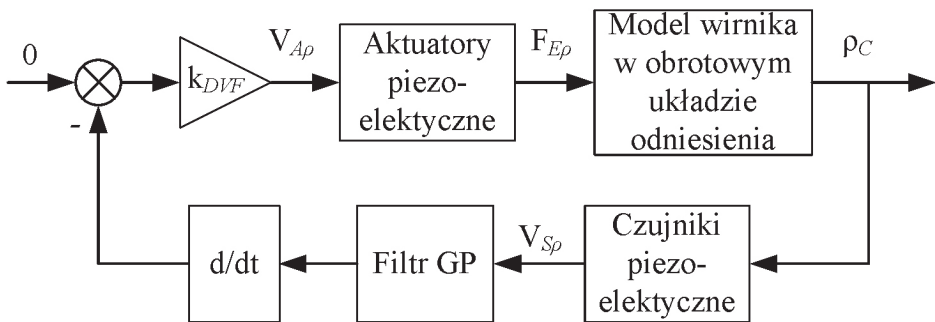 0
-
k_DVF
V_Aρ
Aktuatory
piezo-
elektyczne
F_Eρ
Model wirnika
w obrotowym
układzie
odniesienia
ρ_C
Czujniki
piezo-
elektyczne
V_Sρ
Filtr GP
d/dt